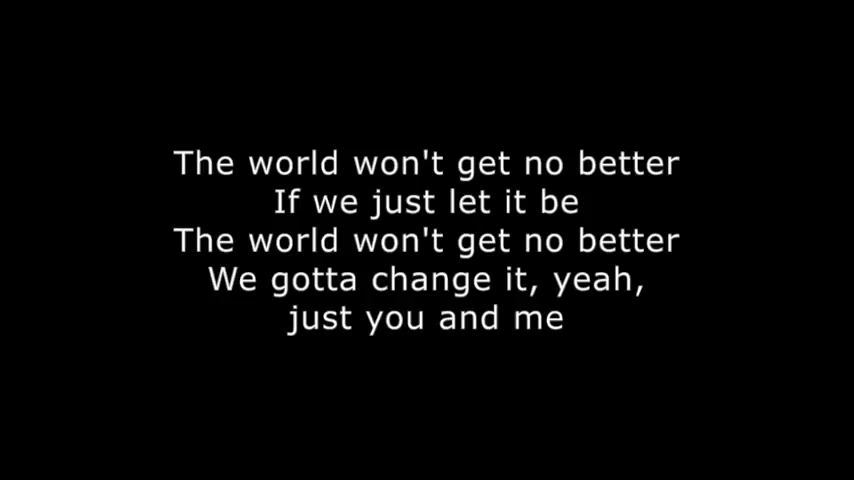 The world won't get no better
If we just let it be
The world won't get no better
We gotta change it, yeah,
just you and me